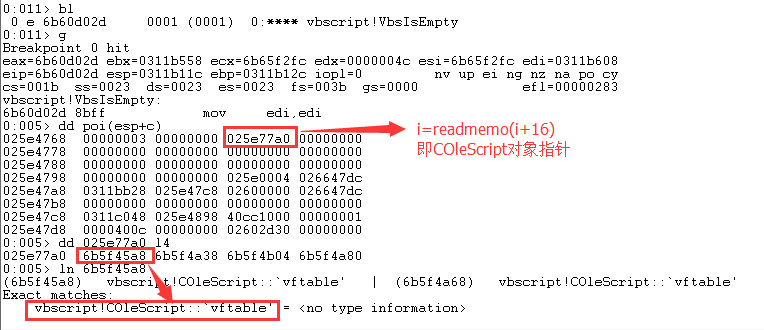 0:011> bl
 0 e 6b60d02d     0001 (0001)  0:**** vbscript!VbsIsEmpty
0:011> g
Breakpoint 0 hit
eax=6b60d02d ebx=0311b558 ecx=6b65f2fc edx=0000004c esi=6b65f2fc edi=0311b608
eip=6b60d02d esp=0311b11c ebp=0311b12c iopl=0         nv up ei ng nz na po cy
cs=001b  ss=0023  ds=0023  es=0023  fs=003b  gs=0000             efl=00000283
vbscript!VbsIsEmpty:
6b60d02d 8bff            mov     edi,edi
0:005> dd poi(esp+c)
025e4768  00000003 00000000 025e77a0 00000000
i=readmemo(i+16)
即COleScript对象指针
025e4778  00000000 00000000 00000000 00000000
025e4788  00000000 00000000 00000000 00000000
025e4798  00000000 00000000 025e0004 026647dc
025e47a8  0311bb28 025e47c8 02600000 026647dc
025e47b8  00000000 00000000 00000000 00000000
025e47c8  0311c048 025e4898 40cc1000 00000001
025e47d8  0000400c 00000000 02602d30 00000000
0:005> dd 025e77a0 l4
025e77a0  6b5f45a8 6b5f4a38 6b5f4b04 6b5f4a80
0:005> ln 6b5f45a8
(6b5f45a8)   vbscript!COleScript::`vftable'   |  (6b5f4a68)   vbscript!COleScript::`vftable'
Exact matches:
    vbscript!COleScript::`vftable' = <no type information>